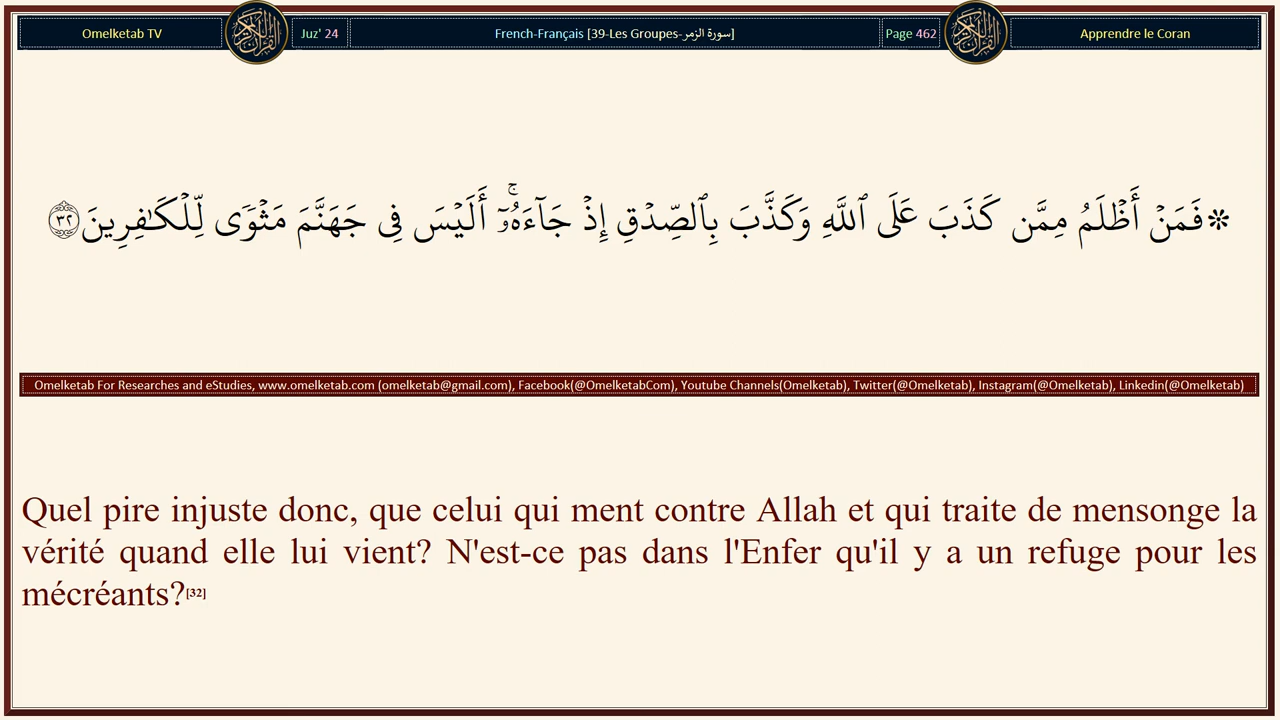 Omelketab TV
Juz' 24
French-Français [39-Les Groupes-سورة الزمر]
Page 462
Apprendre le Coran
۞فَمَنۡ أَظۡلَمُ مِمَّن كَذَبَ عَلَى ٱللَّهِ وَكَذَّبَ بِٱلصِّدۡقِ إِذۡ جَآءَهُۥٓۚ أَلَيۡسَ فِى جَهَنَّمَ مَثۡوٗى لِّلۡكَٰفِرِينَ ٣٢
Omelketab For Researches and eStudies, www.omelketab.com (omelketab@gmail.com), Facebook(@OmelketabCom), Youtube Channels(Omelketab), Twitter(@Omelketab), Instagram(@Omelketab), Linkedin(@Omelketab)
Quel pire injuste donc, que celui qui ment contre Allah et qui traite de mensonge la
vérité quand elle lui vient? N'est-ce pas dans l'Enfer qu'il y a un refuge pour les
mécréants?[32]